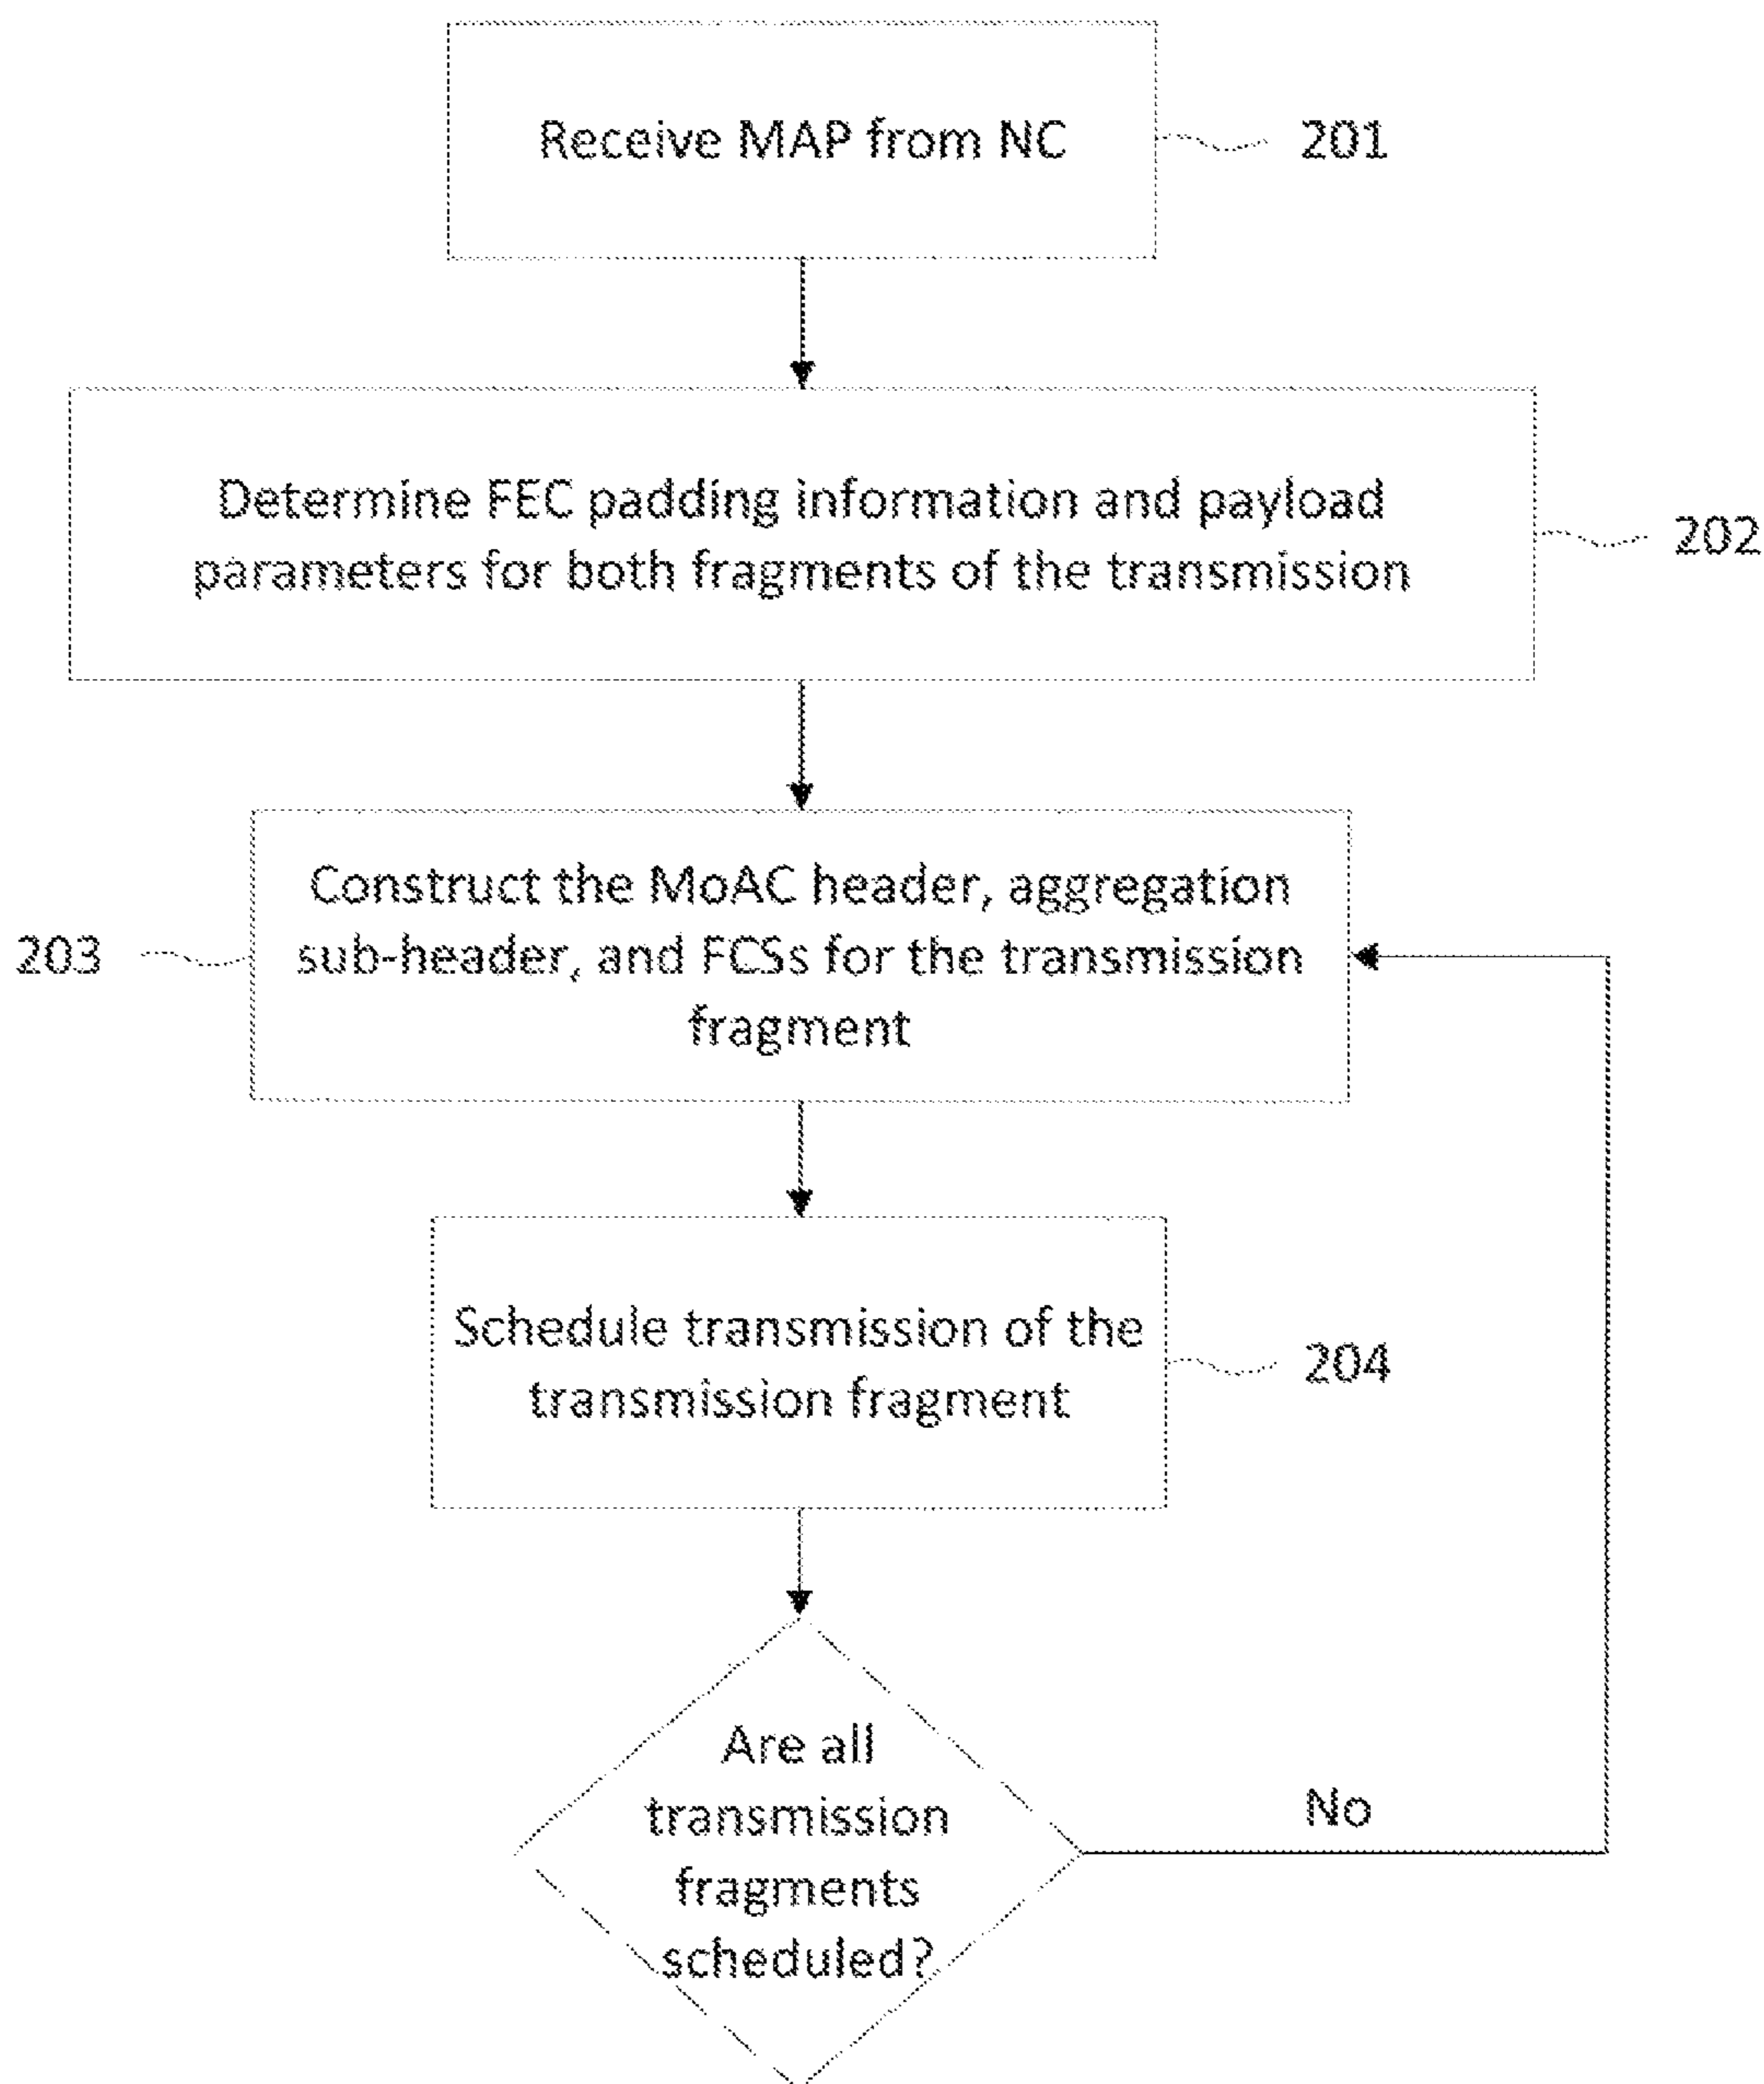 Receive MAP from NC
201
Determine FEC padding information and payload
parameters for both fragments of the transmission
202
Construct the MoAC header, aggregation
sub-header, and FCSs for the transmission
fragment
203
Schedule transmission of the
transmission fragment
204
Are all
transmission
fragments
scheduled?
No